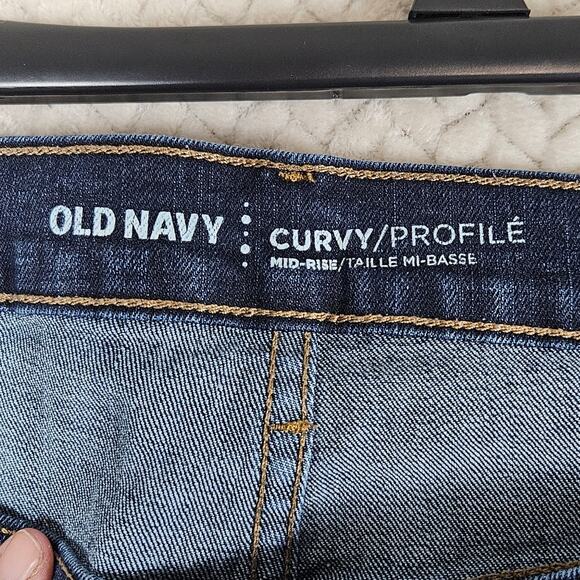 OLD NAVY
CURVY/PROFILÉ
MID-RISE/TAILLE MI-BASSE